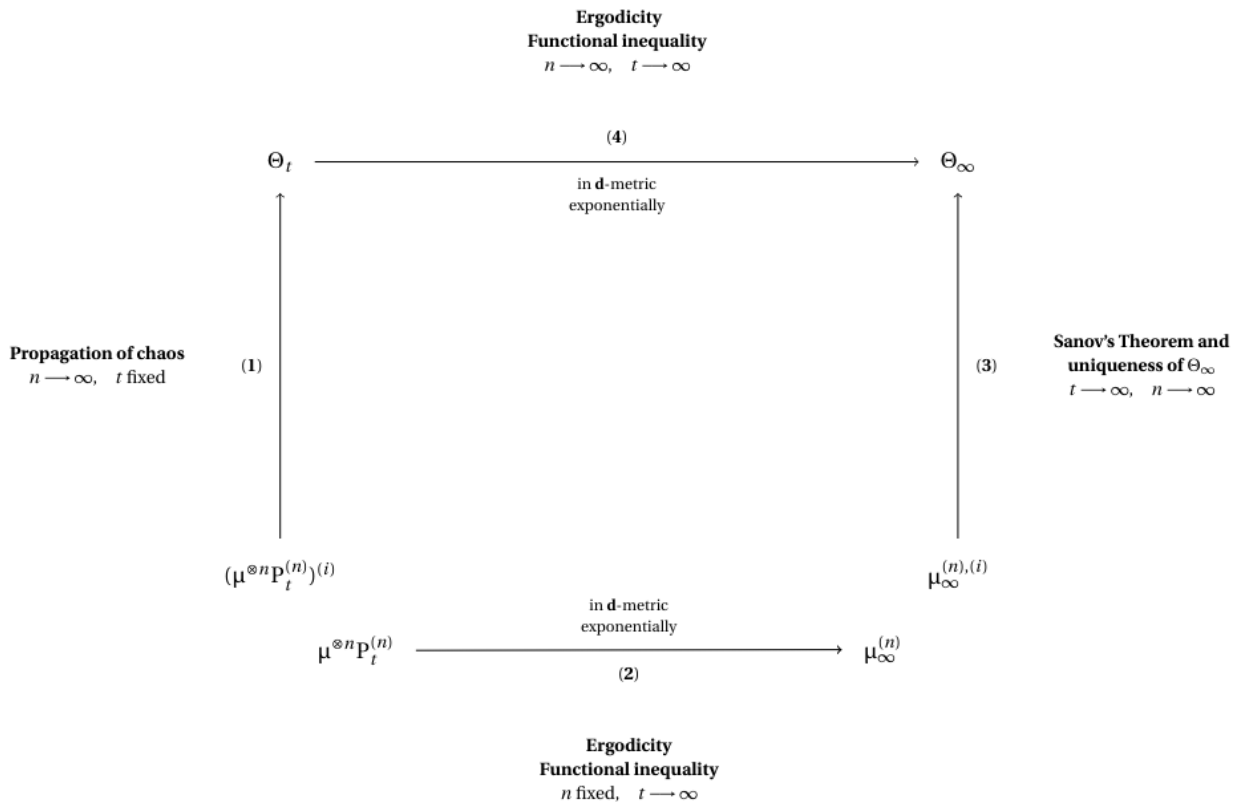 Ergodicity
Functional inequality
n ⟶ ∞, t ⟶ ∞
(4)
Θ_t
Θ_∞
in d-metric
exponentially
Propagation of chaos
n ⟶ ∞, t fixed
(1)
(3)
Sanov's Theorem and
uniqueness of Θ_∞
t ⟶ ∞, n ⟶ ∞
(μ^{⊗n}P_t^{(n)})^{(i)}
μ_∞^{(n),(i)}
in d-metric
exponentially
μ^{⊗n}P_t^{(n)}
μ_∞^{(n)}
(2)
Ergodicity
Functional inequality
n fixed, t ⟶ ∞